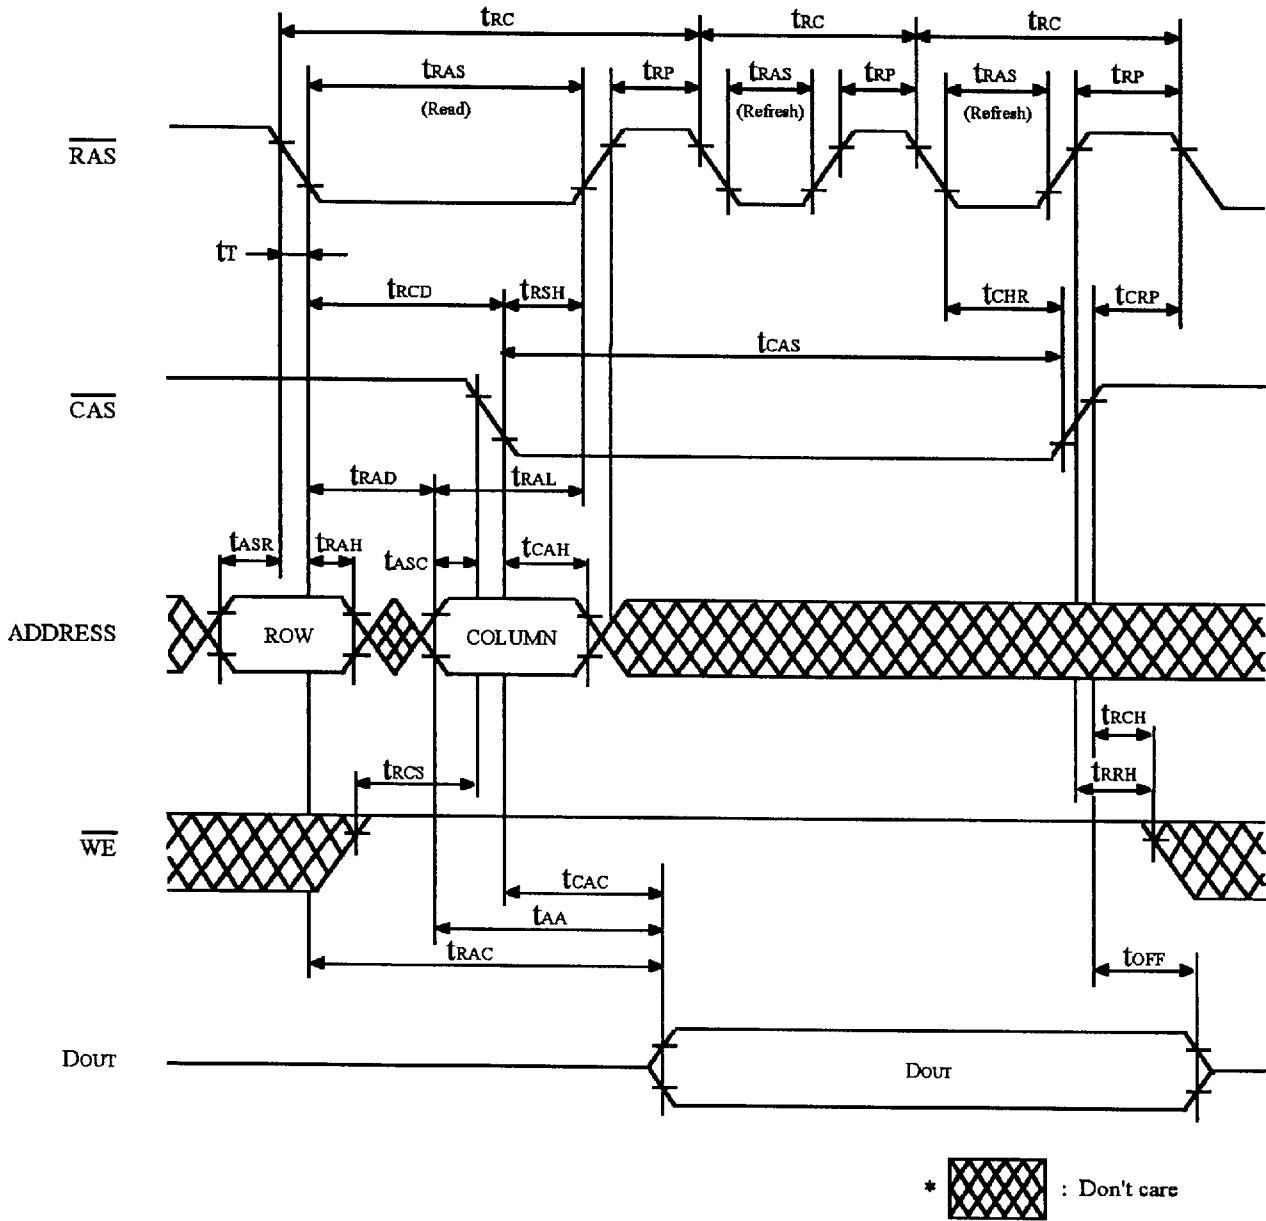 tRC tRC tRC
tRAS tRP tRAS tRP tRAS tRP
(Read) (Refresh) (Refresh)
RAS
tT
tRCD tRSH tCHR tCRP
tCAS
CAS
tRAD tRAL
tASR tRAH tASC tCAH
ADDRESS ROW COLUMN
tRCH
tRCS tRRH
WE
tCAC
tAA
tRAC tOFF
DOUT DOUT
* : Don't care